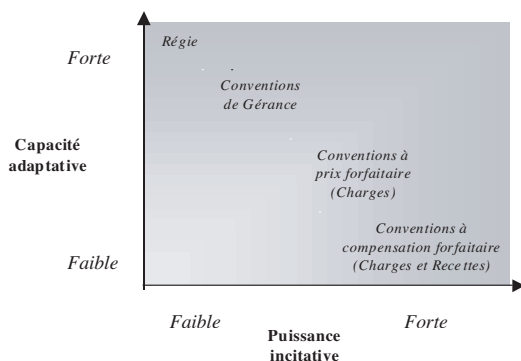 Régie
Forte
Conventions
de Gérance
Capacité
adaptative
Conventions à
prix forfaitaire
(Charges)
Conventions à
compensation forfaitaire
(Charges et Recettes)
Faible
Faible
Forte
Puissance
incitative